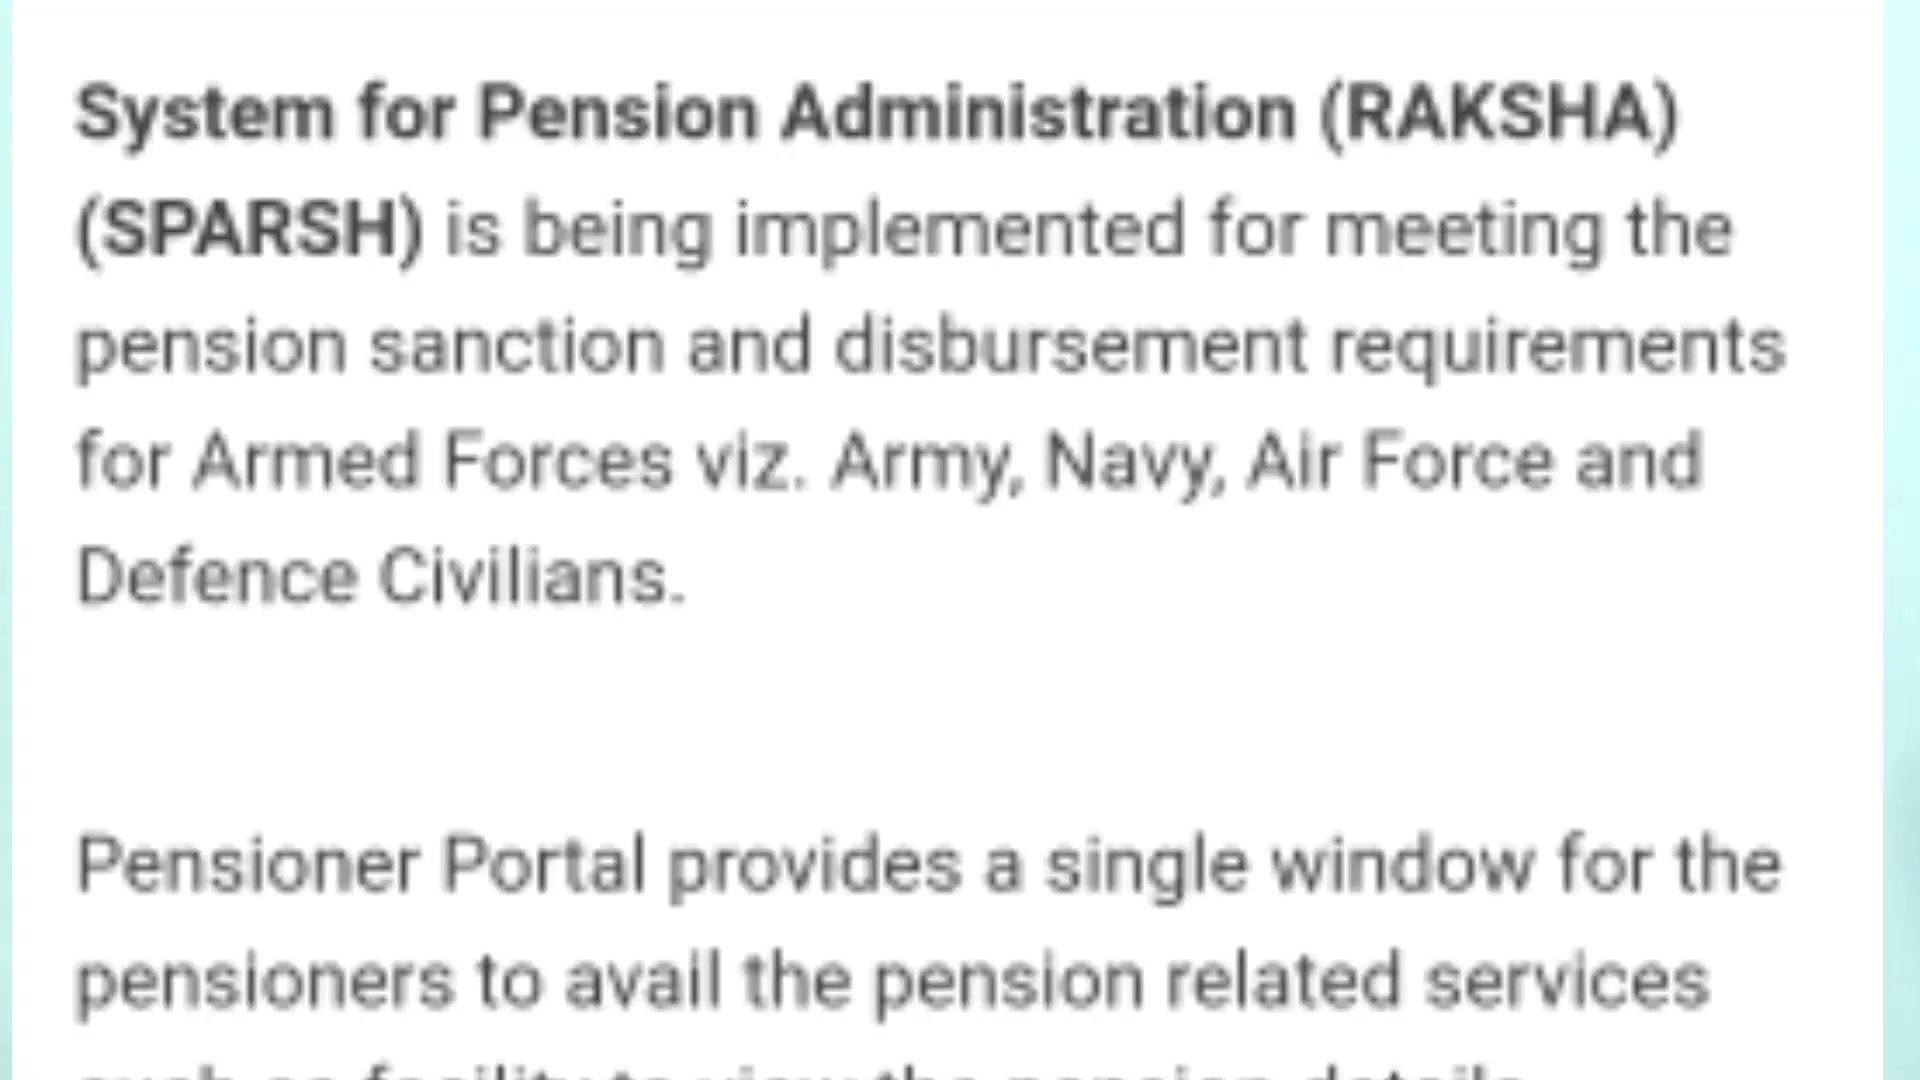 System for Pension Administration (RAKSHA)
(SPARSH) is being implemented for meeting the
pension sanction and disbursement requirements
for Armed Forces viz. Army, Navy, Air Force and
Defence Civilians.
Pensioner Portal provides a single window for the
pensioners to avail the pension related services